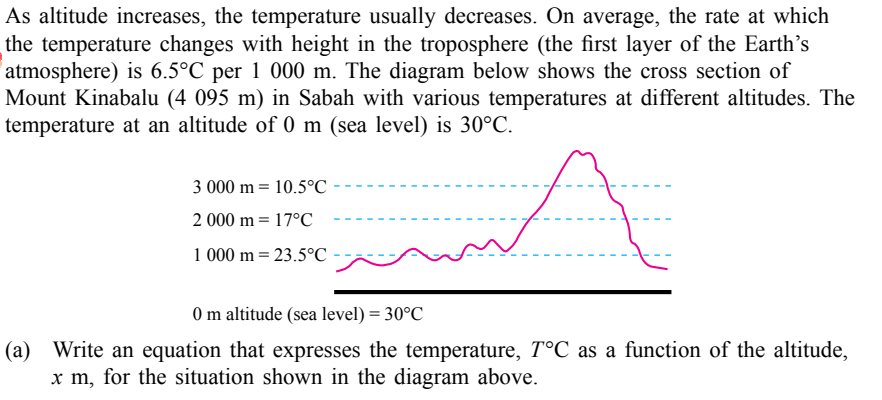 As altitude increases, the temperature usually decreases. On average, the rate at which
the temperature changes with height in the troposphere (the first layer of the Earth’s
atmosphere) is 6.5°C per 1 000 m. The diagram below shows the cross section of
Mount Kinabalu (4 095 m) in Sabah with various temperatures at different altitudes. The
temperature at an altitude of 0 m (sea level) is 30°C.
3 000 m = 10.5°C
2 000 m = 17°C
1 000 m = 23.5°C
0 m altitude (sea level) = 30°C
(a) Write an equation that expresses the temperature, T°C as a function of the altitude,
x m, for the situation shown in the diagram above.